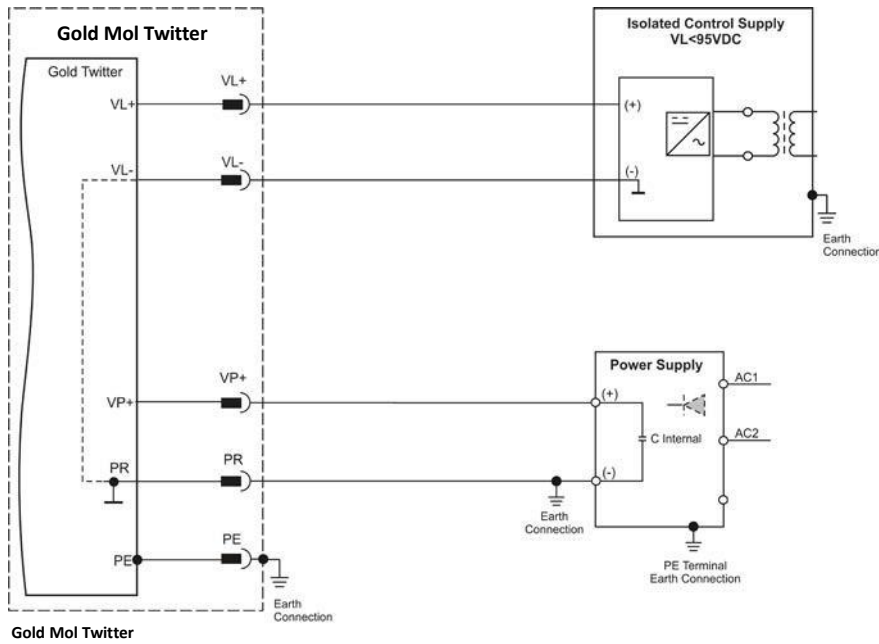 Gold Mol Twitter
Gold Twitter
VL+
VL+
VL-
VL-
Isolated Control Supply
VL<95VDC
(+)
(-)
Earth
Connection
VP+
VP+
PR
PR
PE
PE
Earth
Connection
Earth
Connection
Power Supply
(+)
C Internal
(-)
AC1
AC2
PE Terminal
Earth Connection
Gold Mol Twitter